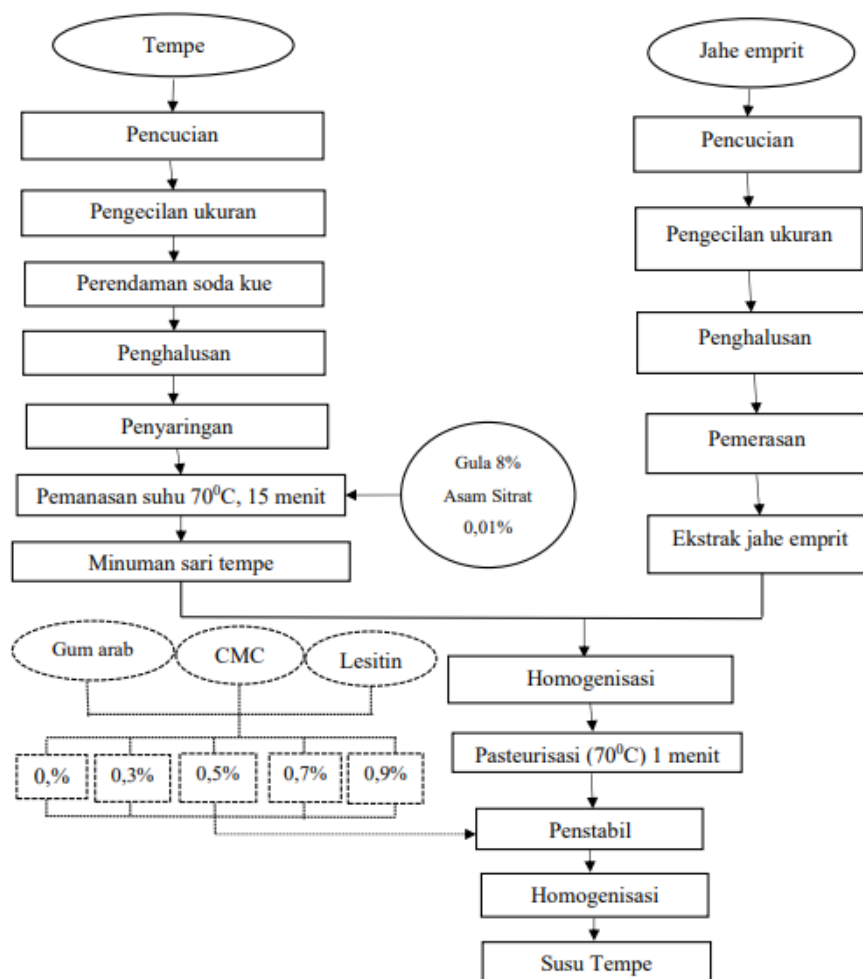 Tempe
Pencucian
Pengecilan ukuran
Perendaman soda kue
Penghalusan
Penyaringan
Pemanasan suhu 70⁰C, 15 menit
Minuman sari tempe
Gula 8%
Asam Sitrat
0,01%
Jahe emprit
Pencucian
Pengecilan ukuran
Penghalusan
Pemerasan
Ekstrak jahe emprit
Gum arab
CMC
Lesitin
0,%
0,3%
0,5%
0,7%
0,9%
Homogenisasi
Pasteurisasi (70⁰C) 1 menit
Penstabil
Homogenisasi
Susu Tempe